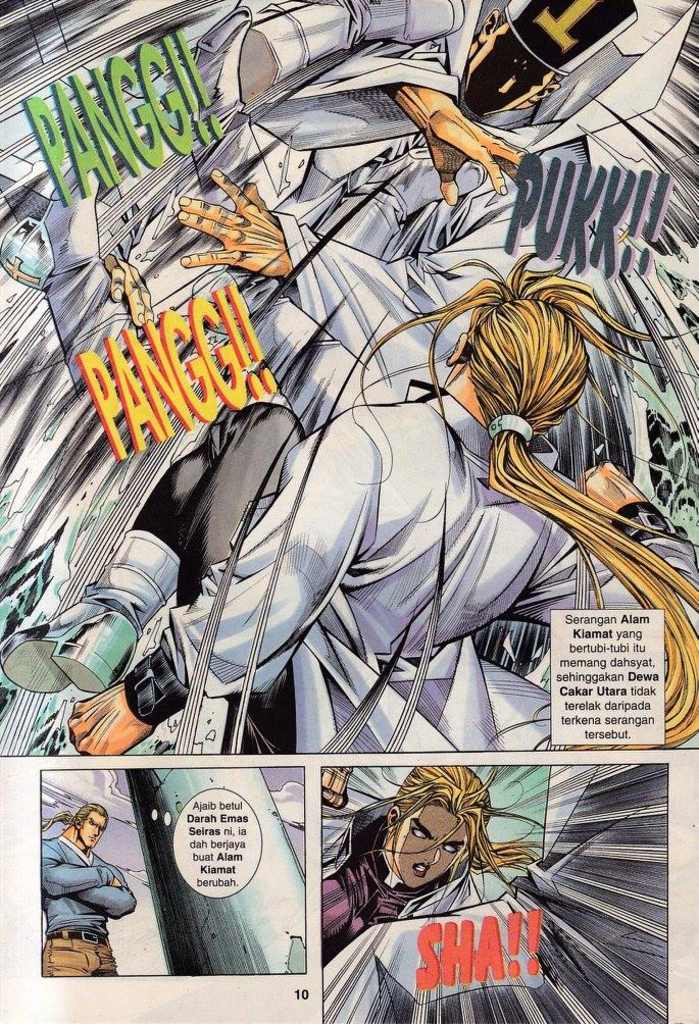 PANGG!!
PUKK!!
PANGG!!
Serangan Alam
Kiamat yang
bertubi-tubi itu
memang dahsyat,
sehinggakan Dewa
Cakar Utara tidak
daripada
terkena serangan
tersebut.
Ajaib betul
Darah Emas
Seiras ni, ia
dah berjaya
buat Alam
Kiamat
berubah.
SHA!!
10